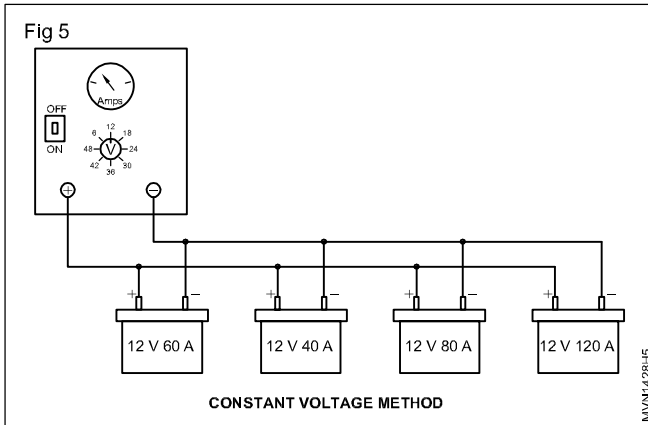 Fig 5
Amps
OFF
ON
6 12 18
48 V 24
42 36 30
+ −
+ − + − + − + −
12 V 60 A 12 V 40 A 12 V 80 A 12 V 120 A
CONSTANT VOLTAGE METHOD
MVN1428H5